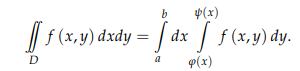 ∬_D f (x, y) dxdy = ∫_a^b dx ∫_{φ(x)}^{ψ(x)} f (x, y) dy.